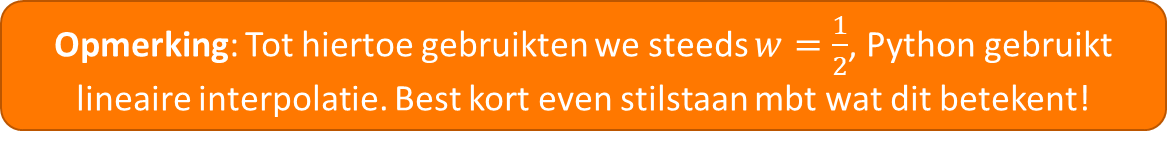 Opmerking: Tot hiertoe gebruikten we steeds w = 1/2, Python gebruikt
lineaire interpolatie. Best kort even stilstaan mbt wat dit betekent!